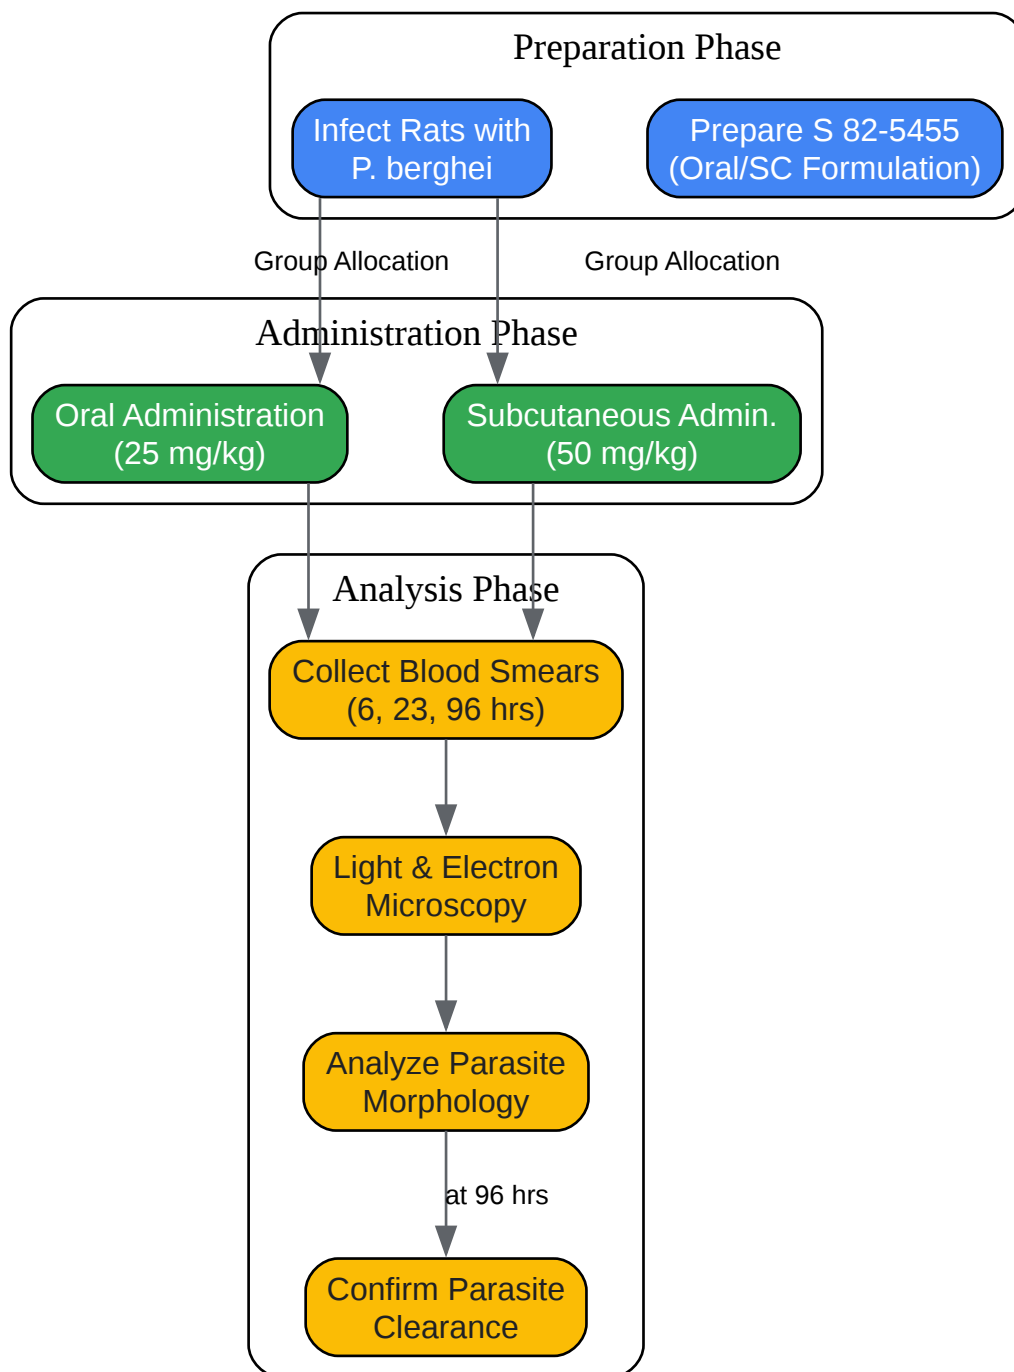 Preparation Phase
Infect Rats with
P. berghei
Prepare S 82-5455
(Oral/SC Formulation)
Group Allocation
Group Allocation
Administration Phase
Oral Administration
(25 mg/kg)
Subcutaneous Admin.
(50 mg/kg)
Analysis Phase
Collect Blood Smears
(6, 23, 96 hrs)
Light & Electron
Microscopy
Analyze Parasite
Morphology
at 96 hrs
Confirm Parasite
Clearance